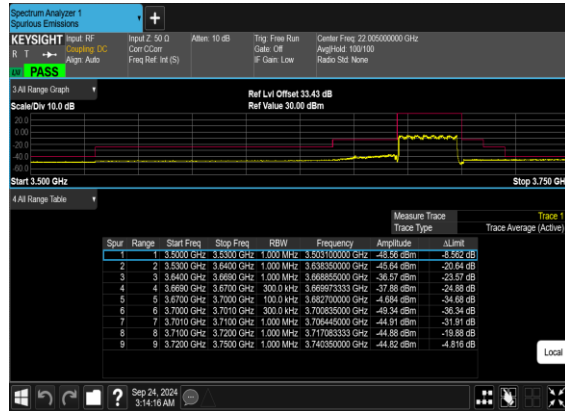 Spectrum Analyzer 1
Spurious Emissions
+
KEYSIGHT Input: RF Input Z: 50 Ω Atten: 10 dB Trig: Free Run Center Freq: 22.005000000 GHz
R T Coupling: DC Corr CCorr Gate: Off Avg|Hold: 100/100
Align: Auto Freq Ref: Int (S) IF Gain: Low Radio Std: None
PASS
3 All Range Graph
Ref Lvl Offset 33.43 dB
Scale/Div 10.0 dB Ref Value 30.00 dBm
20.0
0.00
-20.0
-40.0
Start 3.500 GHz Stop 3.750 GH
4 All Range Table
Measure Trace Trace 1
Trace Type Trace Average (Active)
Spur Range Start Freq Stop Freq RBW Frequency Amplitude ΔLimit
1 1 3.5000 GHz 3.5300 GHz 1.000 MHz 3.503100000 GHz -48.56 dBm -8.562 dB
2 2 3.5300 GHz 3.6400 GHz 1.000 MHz 3.638350000 GHz -45.64 dBm -20.64 dB
3 3 3.6400 GHz 3.6690 GHz 1.000 MHz 3.668855000 GHz -36.57 dBm -23.57 dB
4 4 3.6690 GHz 3.6700 GHz 300.0 kHz 3.669973333 GHz -37.88 dBm -24.88 dB
5 5 3.6700 GHz 3.7000 GHz 100.0 kHz 3.682700000 GHz -4.684 dBm -34.68 dB
6 6 3.7000 GHz 3.7010 GHz 300.0 kHz 3.700835000 GHz -49.34 dBm -36.34 dB
7 7 3.7010 GHz 3.7100 GHz 1.000 MHz 3.706445000 GHz -44.91 dBm -31.91 dB
8 8 3.7100 GHz 3.7200 GHz 1.000 MHz 3.717083333 GHz -44.88 dBm -19.88 dB
9 9 3.7200 GHz 3.7500 GHz 1.000 MHz 3.740350000 GHz -44.82 dBm -4.816 dB
Local
? Sep 24, 2024
3:14:16 AM